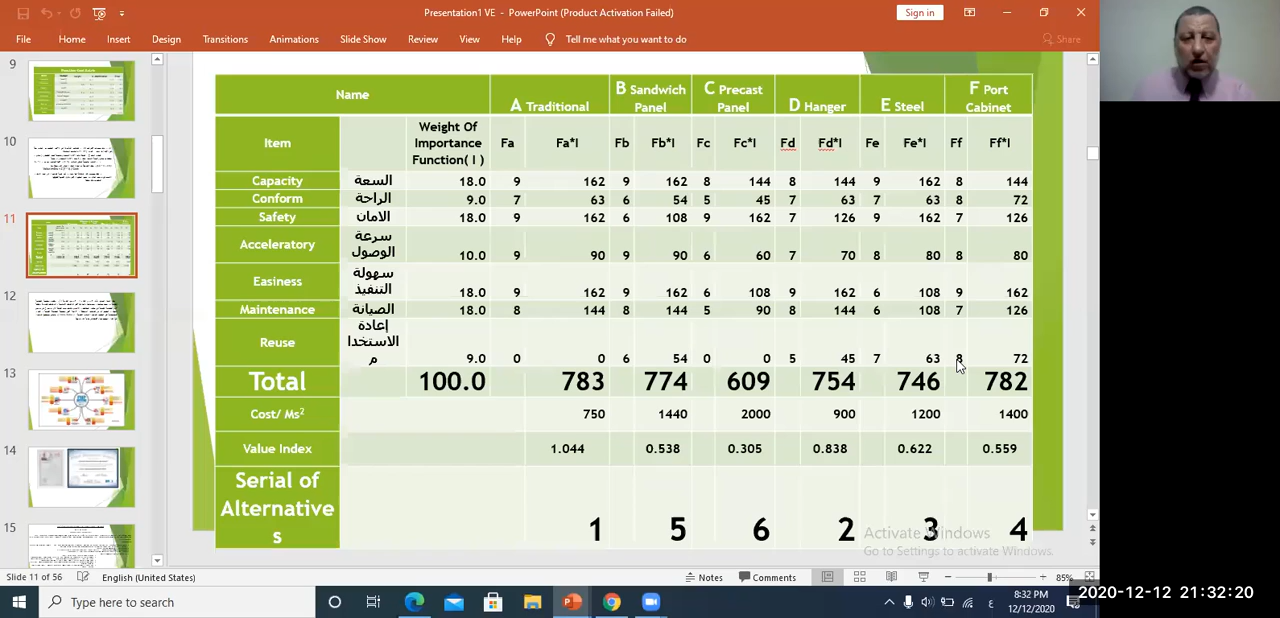 Presentation1 VE - PowerPoint (Product Activation Failed)
Sign in
File Home Insert Design Transitions Animations Slide Show Review View Help Tell me what you want to do Share
9
10
11
12
13
14
15
Name A Traditional B Sandwich Panel C Precast Panel D Hanger E Steel F Port Cabinet
Item Weight Of Importance Function( I ) Fa Fa*I Fb Fb*I Fc Fc*I Fd Fd*I Fe Fe*I Ff Ff*I
Capacity السعة 18.0 9 162 9 162 8 144 8 144 9 162 8 144
Conform الراحة 9.0 7 63 6 54 5 45 7 63 7 63 8 72
Safety الامان 18.0 9 162 6 108 9 162 7 126 9 162 7 126
Acceleratory سرعة الوصول 10.0 9 90 9 90 6 60 7 70 8 80 8 80
Easiness سهولة التنفيذ 18.0 9 162 9 162 6 108 9 162 6 108 9 162
Maintenance الصيانة 18.0 8 144 8 144 5 90 8 144 6 108 7 126
Reuse إعادة الاستخدا م 9.0 0 0 6 54 0 0 5 45 7 63 8 72
Total 100.0 783 774 609 754 746 782
Cost/ Ms2 750 1440 2000 900 1200 1400
Value Index 1.044 0.538 0.305 0.838 0.622 0.559
Serial of Alternative s 1 5 6 2 3 4
Activate Windows
Go to Settings to activate Windows.
Slide 11 of 56 English (United States) Notes Comments 85%
Type here to search
ع
8:32 PM
12/12/2020
2020-12-12 21:32:20